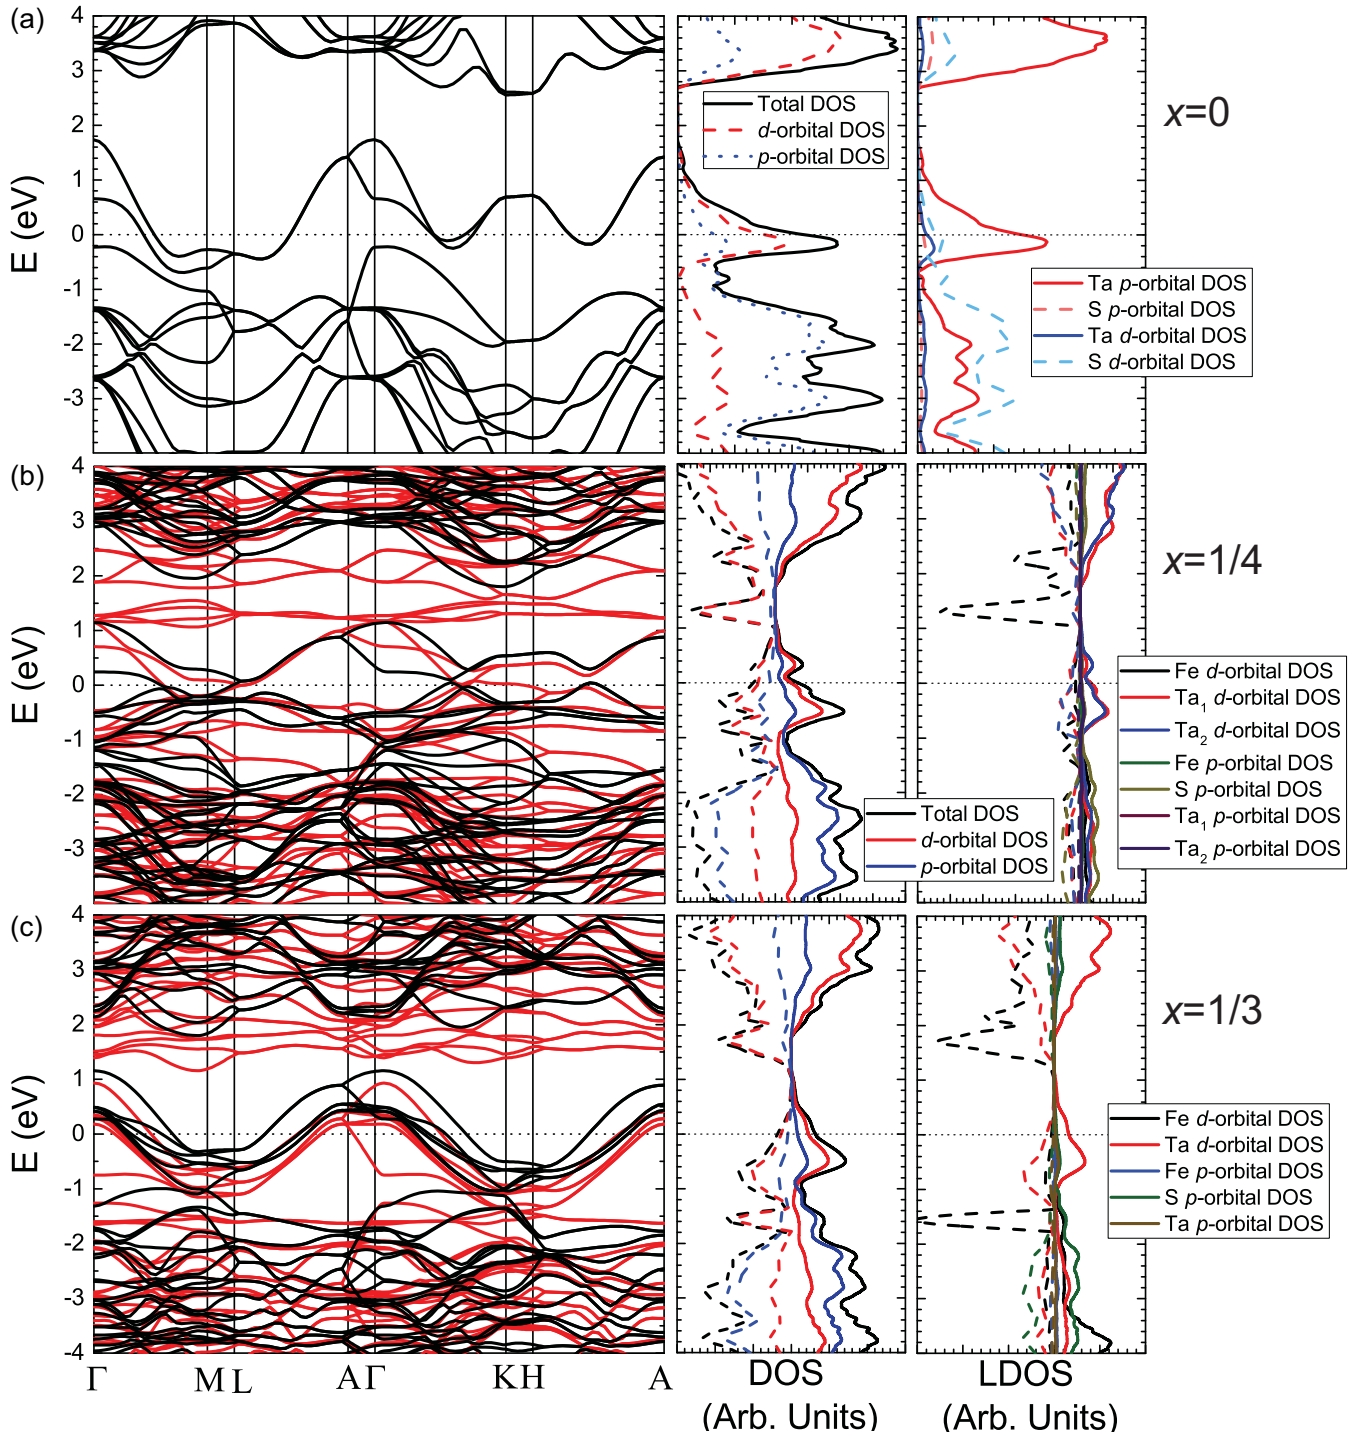 (a)
4
3
2
1
0
-1
-2
-3
E (eV)
Total DOS
d-orbital DOS
p-orbital DOS
Ta p-orbital DOS
S p-orbital DOS
Ta d-orbital DOS
S d-orbital DOS
x=0
(b)
4
3
2
1
0
-1
-2
-3
E (eV)
Total DOS
d-orbital DOS
p-orbital DOS
Fe d-orbital DOS
Ta1 d-orbital DOS
Ta2 d-orbital DOS
Fe p-orbital DOS
S p-orbital DOS
Ta1 p-orbital DOS
Ta2 p-orbital DOS
x=1/4
(c)
4
3
2
1
0
-1
-2
-3
-4
E (eV)
Fe d-orbital DOS
Ta d-orbital DOS
Fe p-orbital DOS
S p-orbital DOS
Ta p-orbital DOS
x=1/3
Γ M L A Γ K H A
DOS
(Arb. Units)
LDOS
(Arb. Units)